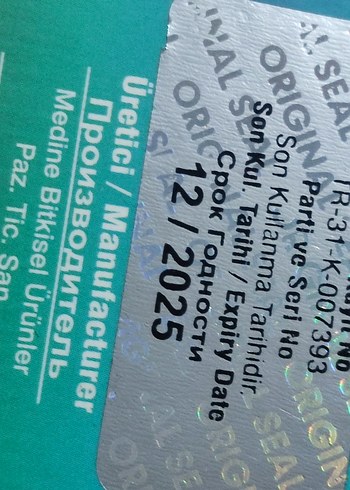 No
TR-31-K-007393
Parti ve Seri No
Son Kullanma Tarihidir.
Son Kul. Tarihi / Expiry Date
Срок Годности
12 / 2025
ORIGINAL SEAL
Üretici / Manufacturer
Производитель
Medine Bitkisel Ürünler
Paz. Tic. San